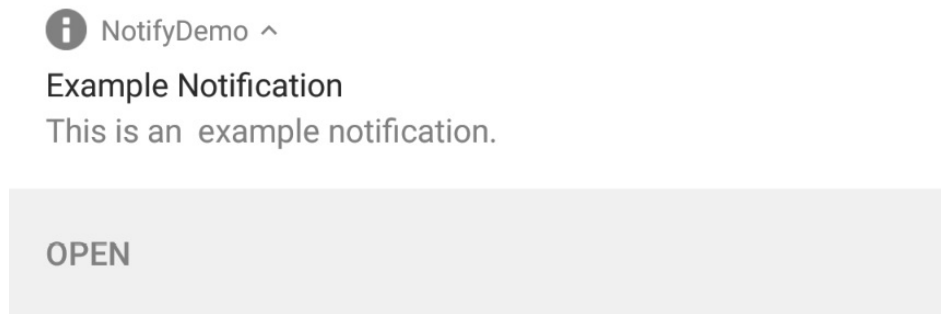 NotifyDemo
Example Notification
This is an  example notification.
OPEN